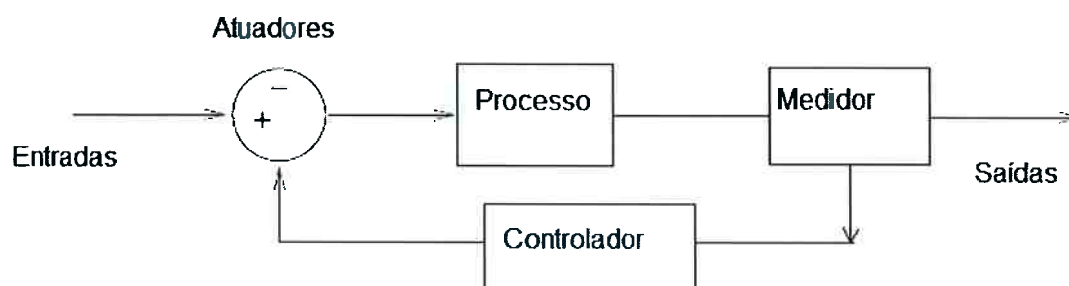 Atuadores
−
+
Processo
Medidor
Entradas
Saídas
Controlador